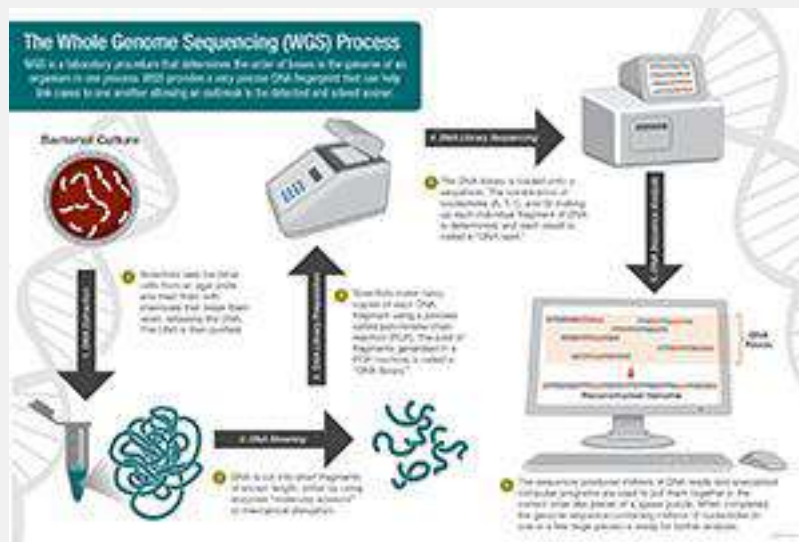 The Whole Genome Sequencing (WGS) Process
WGS is a laboratory procedure that determines the order of bases in the genome of an
organism in one process. WGS provides a very precise DNA fingerprint that can help
link cases to one another allowing an outbreak to be detected and solved sooner.
Bacterial Culture
1. DNA Extraction
Scientists take bacterial
cells from an agar plate
and treat them with
chemicals that break them
open, releasing the DNA.
The DNA is then purified.
2. DNA Shearing
DNA is cut into short fragments
of known length, either by using
enzymes "molecular scissors"
or mechanical disruption.
3. DNA Library Preparation
Scientists make many
copies of each DNA
fragment using a process
called polymerase chain
reaction (PCR). The pool of
fragments generated in a
PCR machine is called a
"DNA library."
4. DNA Library Sequencing
The DNA library is loaded onto a
sequencer. The combination of
nucleotides (A, T, C, and G) making
up each individual fragment of DNA
is determined, and each result is
called a "DNA read."
5. DNA Sequence Analysis
DNA
Reads
Reconstructed Genome
The sequencer produces millions of DNA reads and specialized
computer programs are used to put them together in the
correct order like pieces of a jigsaw puzzle. When completed,
the genome sequence containing millions of nucleotides (in
one or a few large pieces) is ready for further analysis.